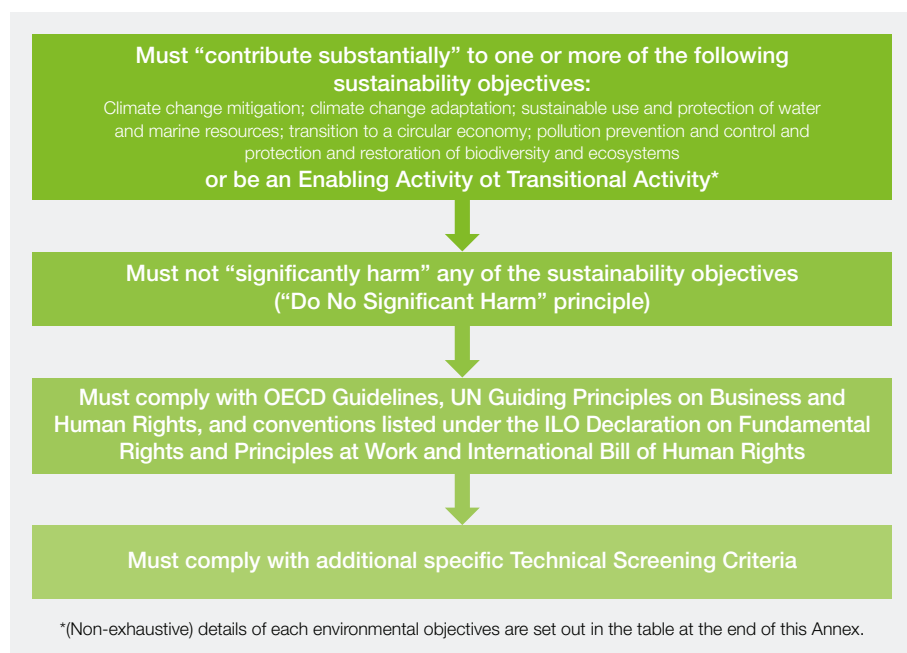 Must “contribute substantially” to one or more of the following
sustainability objectives:
Climate change mitigation; climate change adaptation; sustainable use and protection of water
and marine resources; transition to a circular economy; pollution prevention and control and
protection and restoration of biodiversity and ecosystems
or be an Enabling Activity ot Transitional Activity*
Must not “significantly harm” any of the sustainability objectives
(“Do No Significant Harm” principle)
Must comply with OECD Guidelines, UN Guiding Principles on Business and
Human Rights, and conventions listed under the ILO Declaration on Fundamental
Rights and Principles at Work and International Bill of Human Rights
Must comply with additional specific Technical Screening Criteria
*(Non-exhaustive) details of each environmental objectives are set out in the table at the end of this Annex.